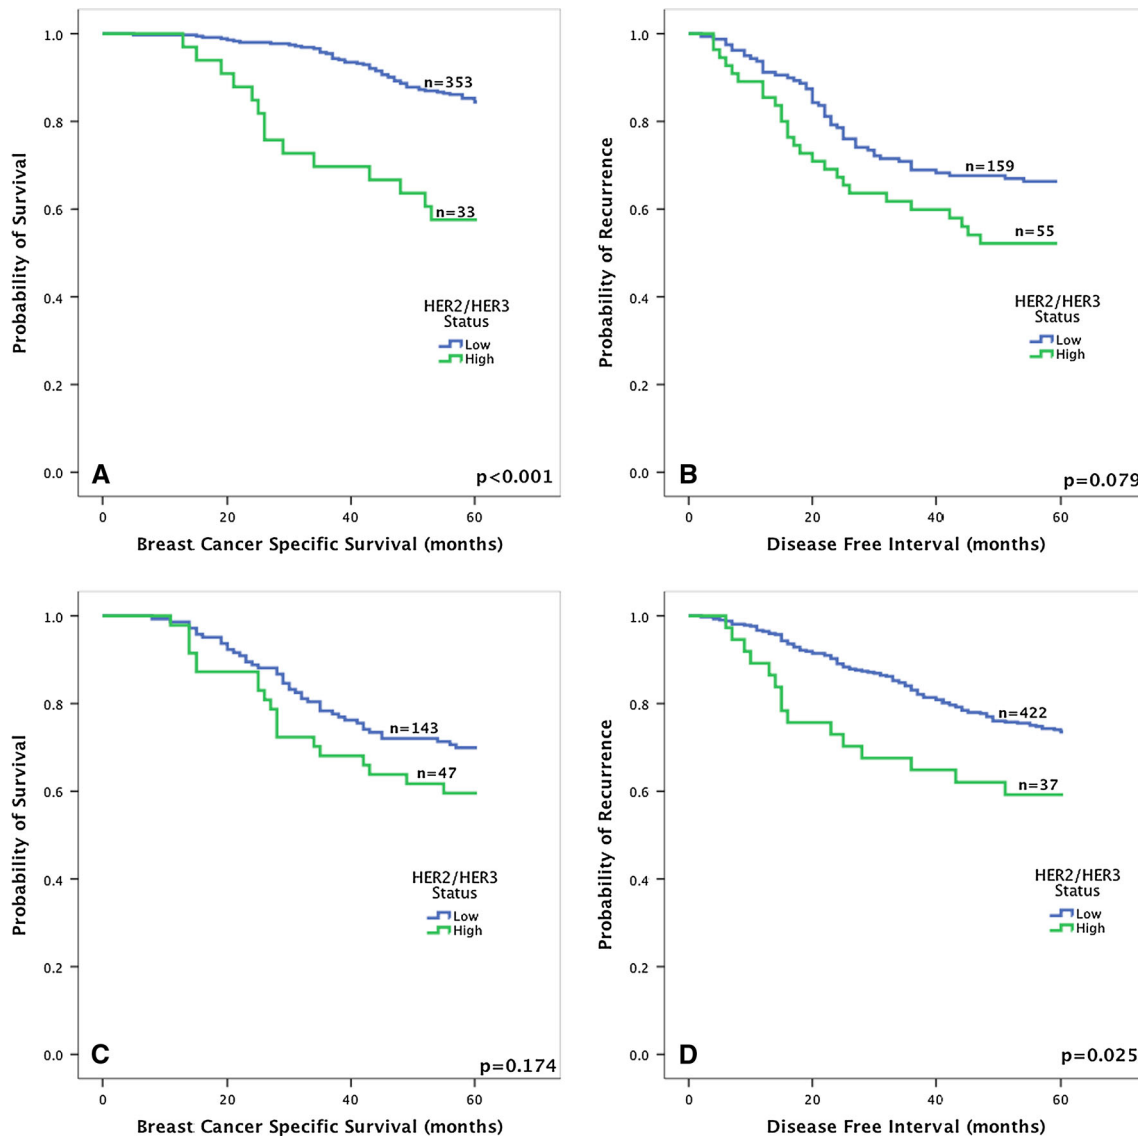 Probability of Survival
1.0
0.8
0.6
0.4
0.2
0.0
n=353
n=33
HER2/HER3
Status
Low
High
A
p<0.001
0
20
40
60
Breast Cancer Specific Survival (months)
Probability of Recurrence
1.0
0.8
0.6
0.4
0.2
0.0
n=159
n=55
HER2/HER3
Status
Low
High
B
p=0.079
0
20
40
60
Disease Free Interval (months)
Probability of Survival
1.0
0.8
0.6
0.4
0.2
0.0
n=143
n=47
HER2/HER3
Status
Low
High
C
p=0.174
0
20
40
60
Breast Cancer Specific Survival (months)
Probability of Recurrence
1.0
0.8
0.6
0.4
0.2
0.0
n=422
n=37
HER2/HER3
Status
Low
High
D
p=0.025
0
20
40
60
Disease Free Interval (months)